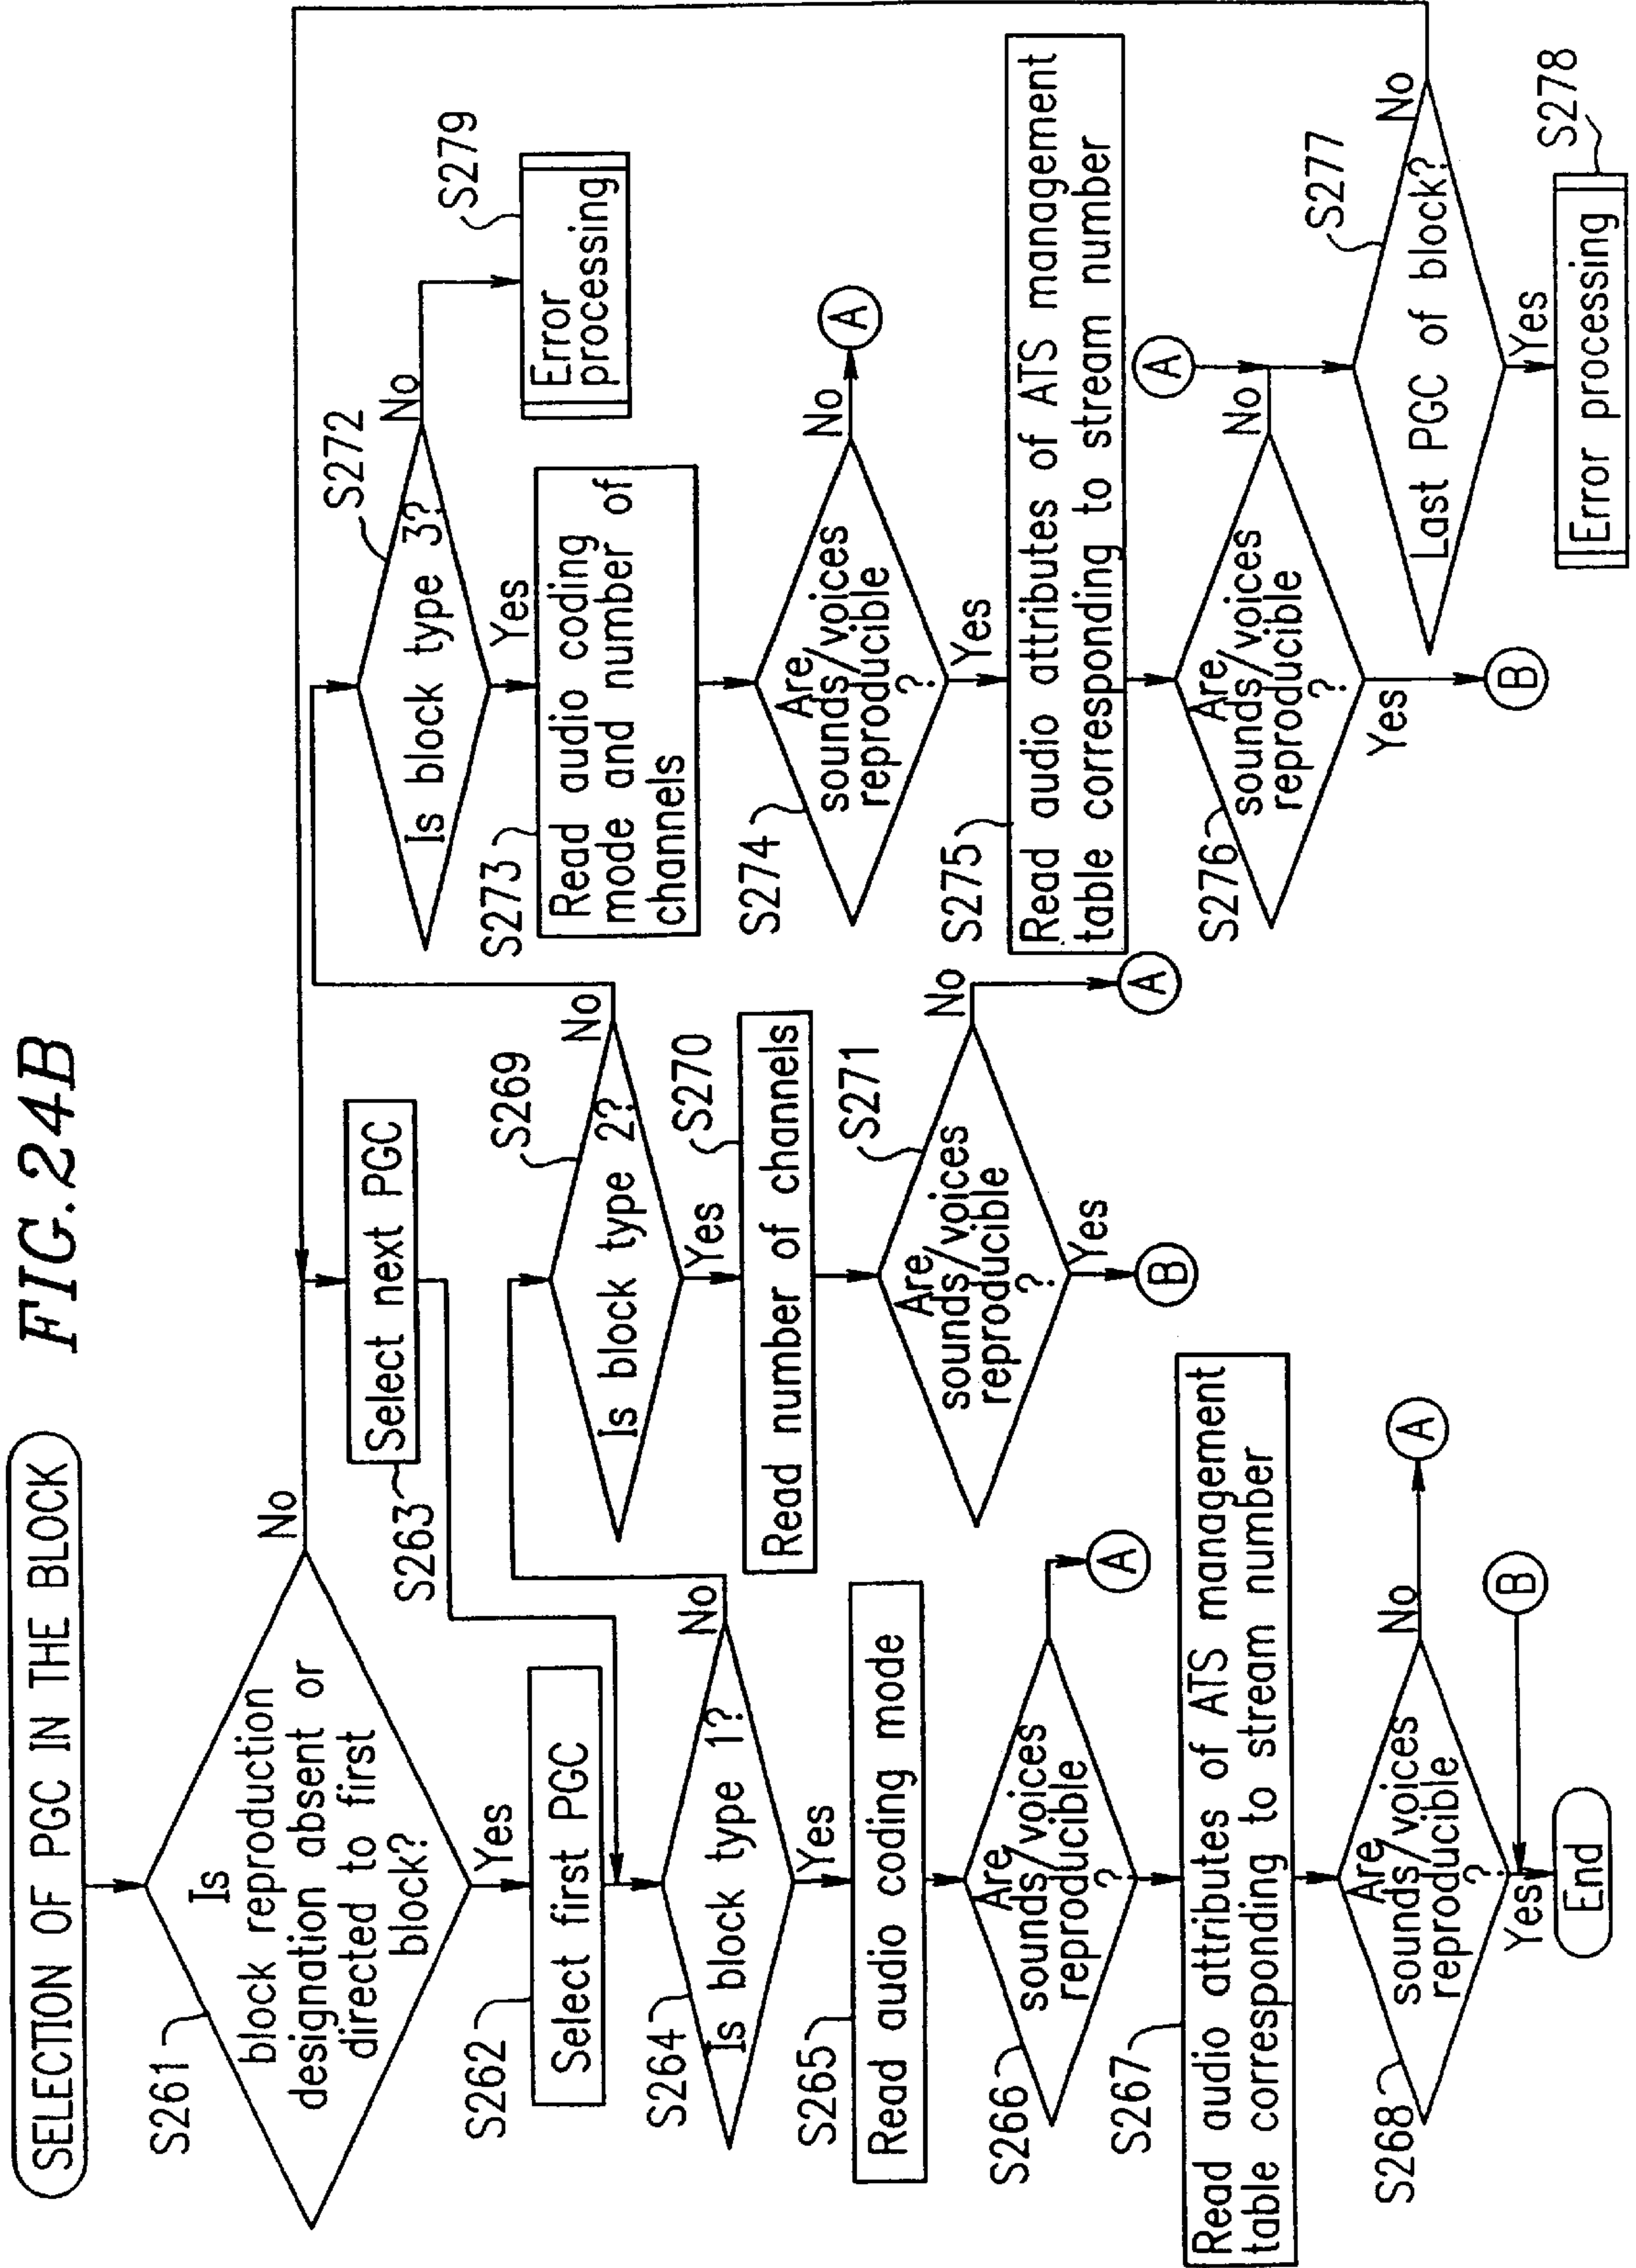 FIG. 24B
SELECTION OF PGC IN THE BLOCK
S261
Is
block reproduction
designation absent or
directed to first
block?
No
Yes
S262
Select first PGC
S263
Select next PGC
S264
Is block type 1?
No
Yes
S265
Read audio coding mode
S266
Are
sounds/voices
reproducible
?
A
S267
Read audio attributes of ATS management
table corresponding to stream number
S268
Are
sounds/voices
reproducible
?
No
A
Yes
B
End
S269
Is block type 2?
No
Yes
S270
Read number of channels
S271
Are
sounds/voices
reproducible
?
No
A
Yes
B
S272
Is block type 3?
No
S279
Error
processing
Yes
S273
Read audio coding
mode and number of
channels
S274
Are
sounds/voices
reproducible
?
No
A
Yes
S275
Read audio attributes of ATS management
table corresponding to stream number
S276
Are
sounds/voices
reproducible
?
No
A
Yes
B
S277
Last PGC of block?
No
Yes
S278
Error processing